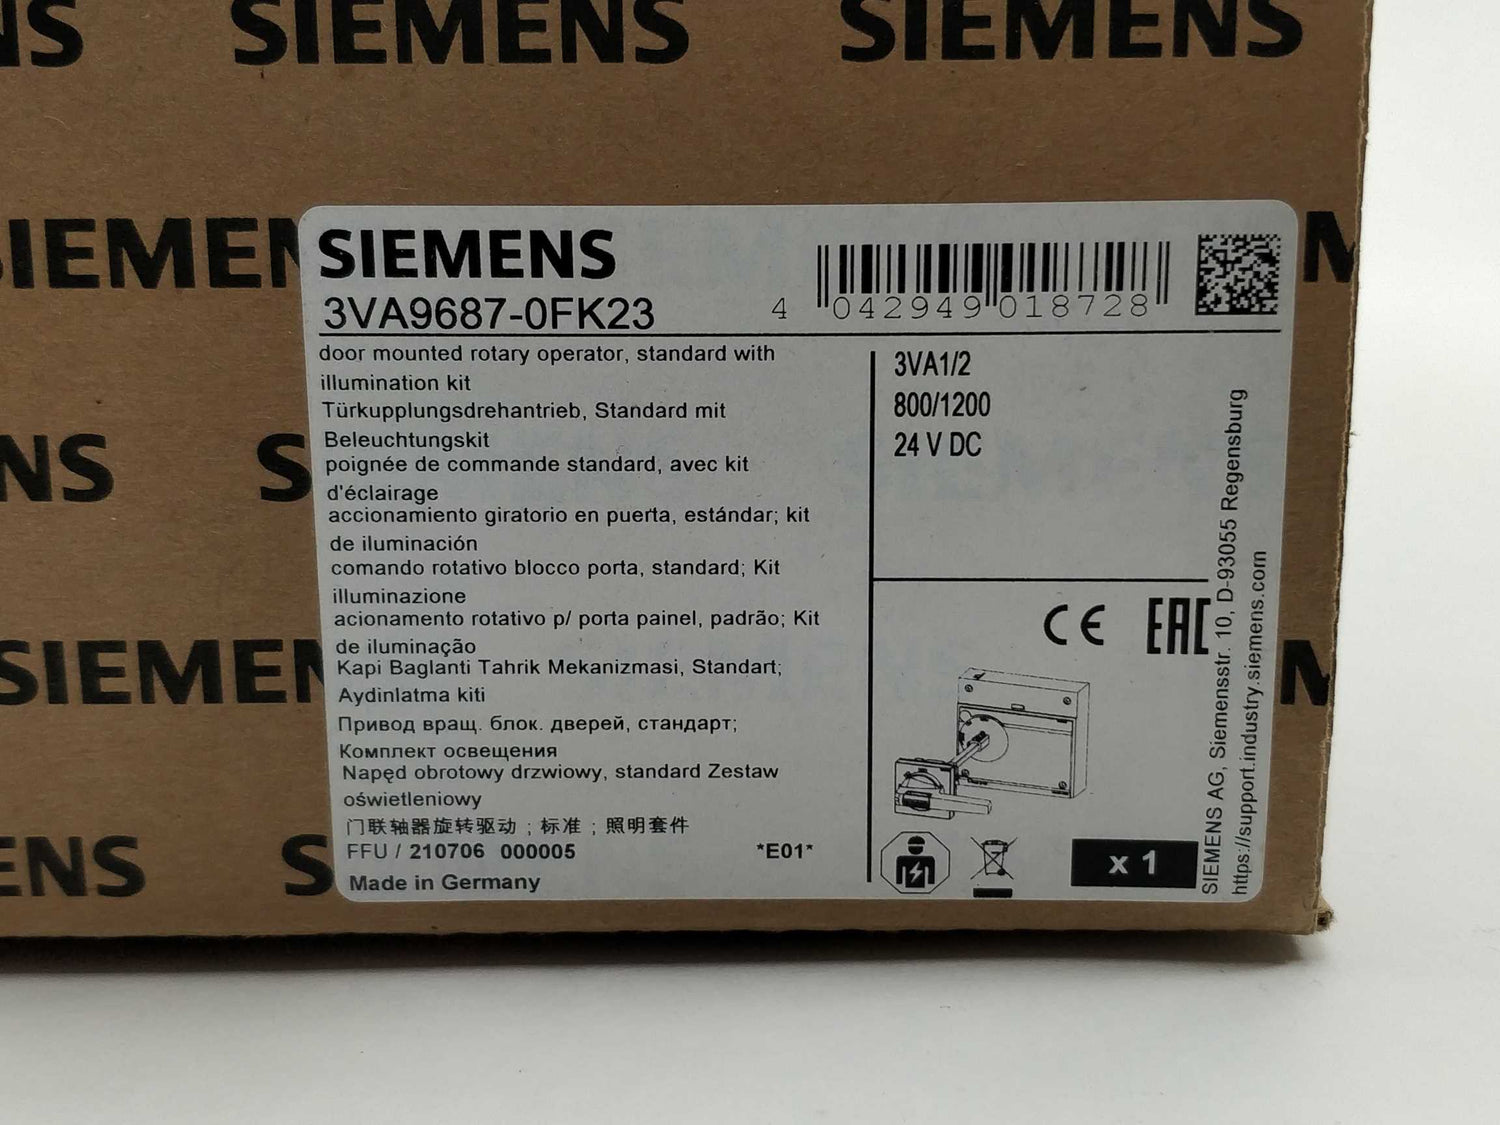 NS SIEMENS SIEMENS
SIEMEN
N
SIEMENS
3VA9687-0FK23
4 042949 018728
door mounted rotary operator, standard with
illumination kit
Türkupplungsdrehantrieb, Standard mit
Beleuchtungskit
poignée de commande standard, avec kit
d'éclairage
accionamiento giratorio en puerta, estándar; kit
de iluminación
comando rotativo blocco porta, standard; Kit
illuminazione
acionamento rotativo p/ porta painel, padrão; Kit
de iluminação
Kapi Baglanti Tahrik Mekanizmasi, Standart;
Aydinlatma kiti
Привод вращ. блок. дверей, стандарт;
Комплект освещения
Napęd obrotowy drzwiowy, standard Zestaw
oświetleniowy
门联轴器旋转驱动；标准；照明套件
FFU / 210706 000005 *E01*
Made in Germany
3VA1/2
800/1200
24 V DC
CE EAC
x 1
SIEMENS AG, Siemensstr. 10, D-93055 Regensburg
https://support.industry.siemens.com
NS S
SIEMEN
N
ENS S